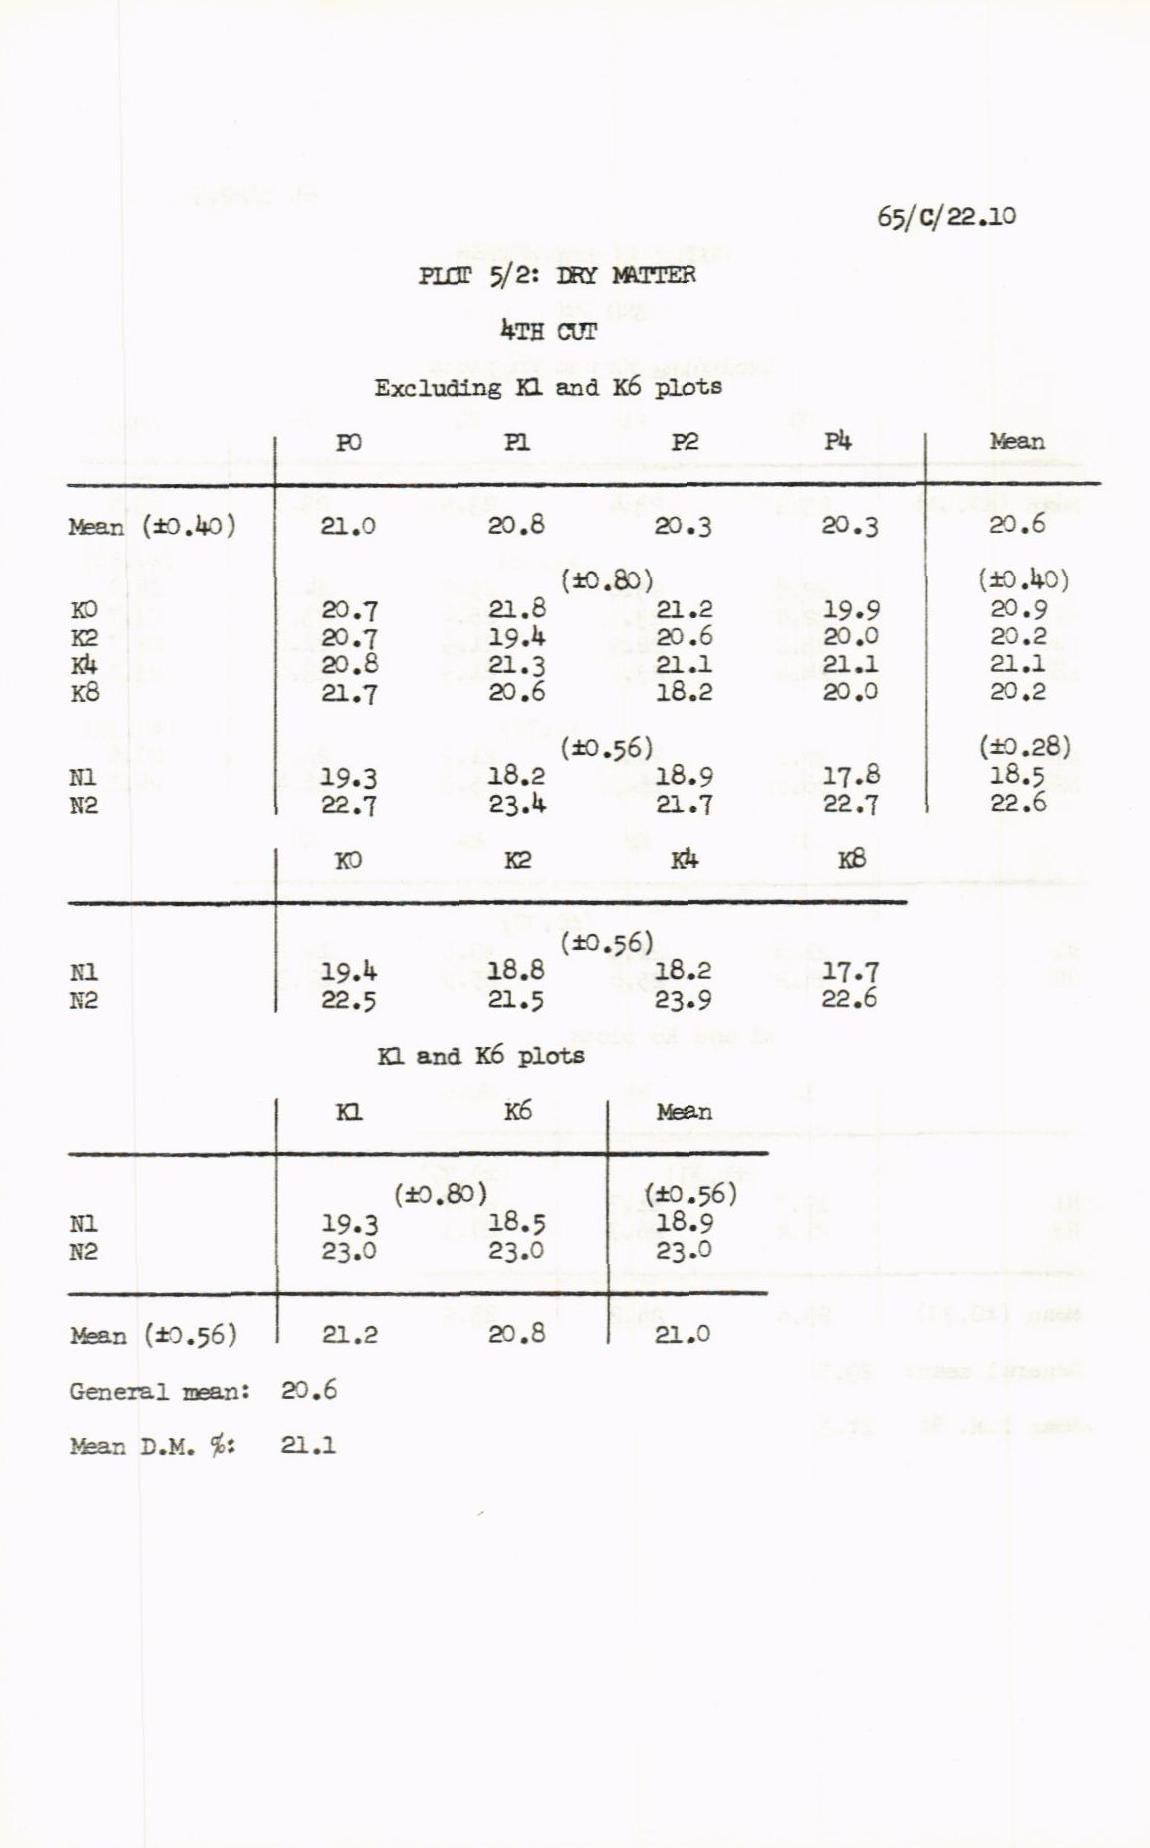 65/C/22.10
PLOT 5/2: DRY MATTER
4TH CUT
Excluding K1 and K6 plots
P0 P1 P2 P4 Mean
Mean (±0.40) 21.0 20.8 20.3 20.3 20.6
(±0.80) (±0.40)
K0 20.7 21.8 21.2 19.9 20.9
K2 20.7 19.4 20.6 20.0 20.2
K4 20.8 21.3 21.1 21.1 21.1
K8 21.7 20.6 18.2 20.0 20.2
(±0.56) (±0.28)
N1 19.3 18.2 18.9 17.8 18.5
N2 22.7 23.4 21.7 22.7 22.6
K0 K2 K4 K8
(±0.56)
N1 19.4 18.8 18.2 17.7
N2 22.5 21.5 23.9 22.6
K1 and K6 plots
K1 K6 Mean
(±0.80) (±0.56)
N1 19.3 18.5 18.9
N2 23.0 23.0 23.0
Mean (±0.56) 21.2 20.8 21.0
General mean: 20.6
Mean D.M. %: 21.1